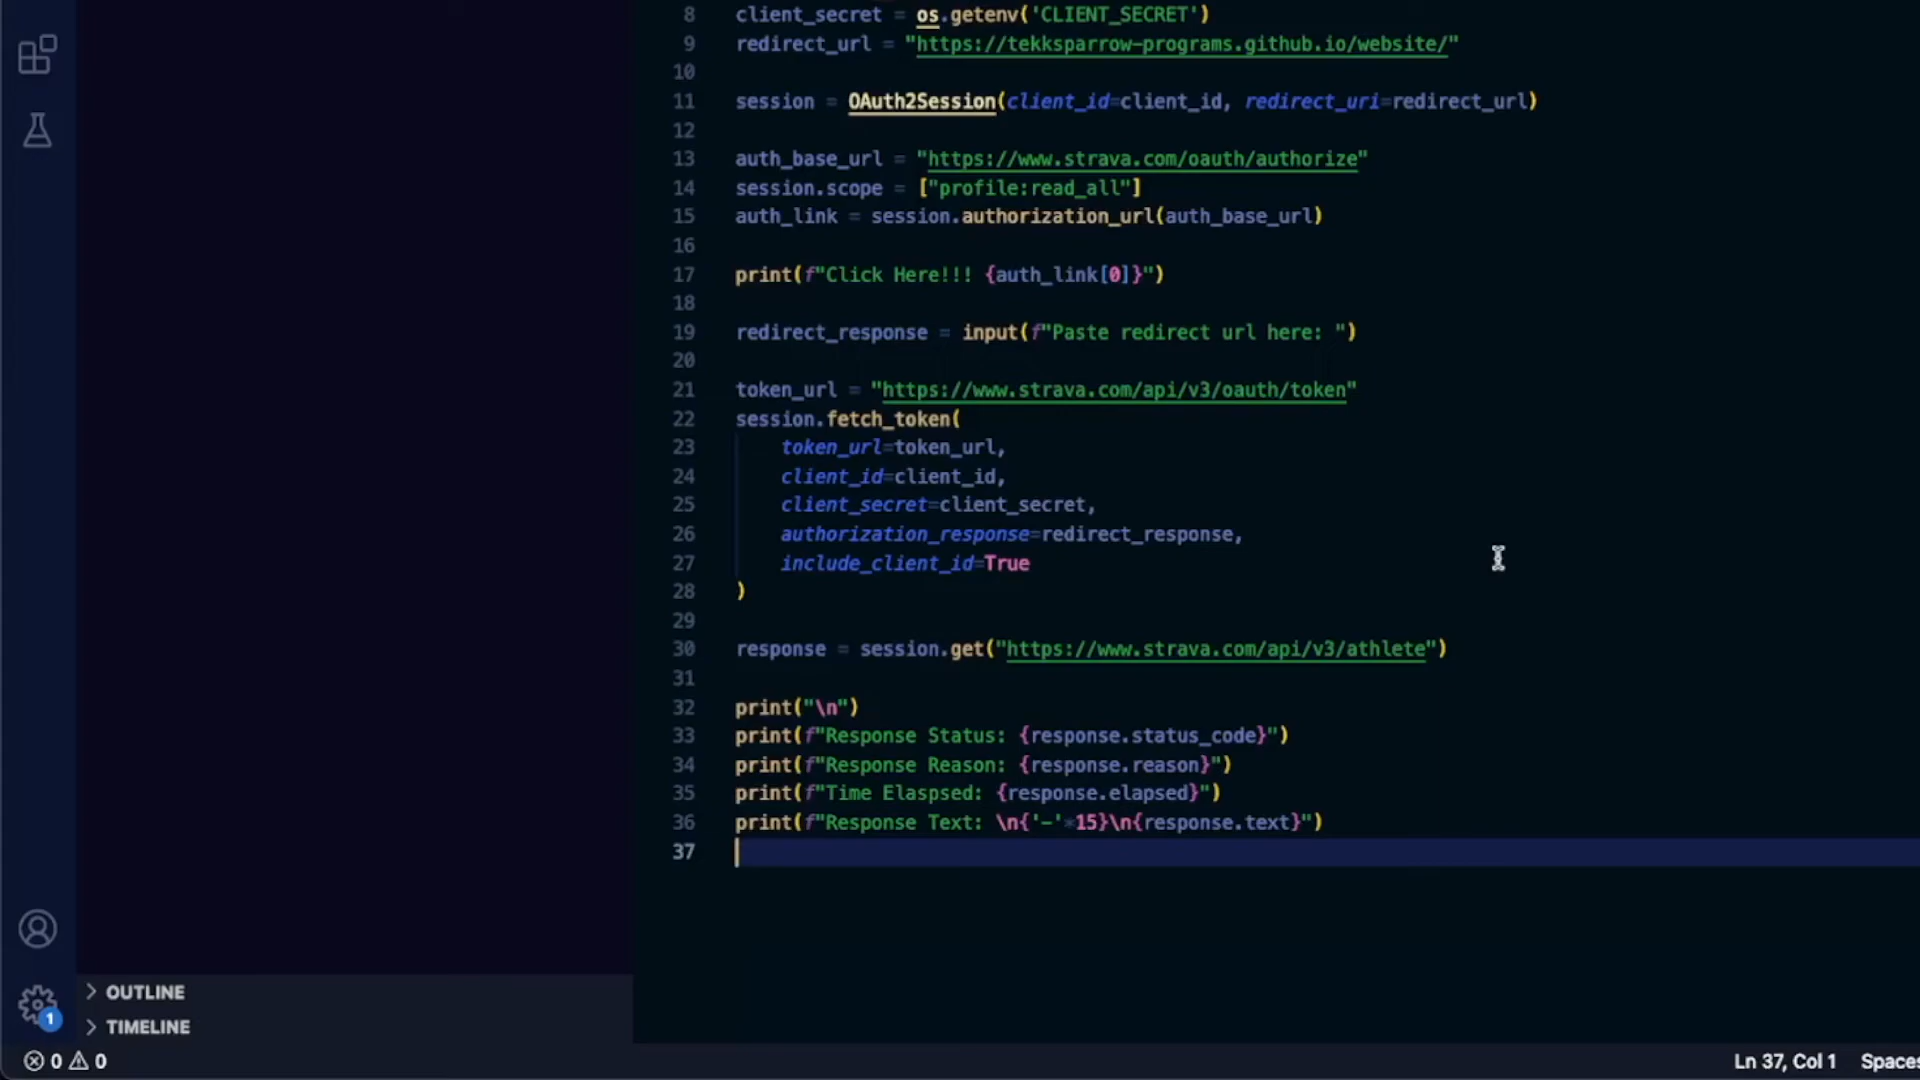 8 client_secret = os.getenv('CLIENT_SECRET')
9 redirect_url = "https://tekksparrow-programs.github.io/website/"
10
11 session = OAuth2Session(client_id=client_id, redirect_uri=redirect_url)
12
13 auth_base_url = "https://www.strava.com/oauth/authorize"
14 session.scope = ["profile:read_all"]
15 auth_link = session.authorization_url(auth_base_url)
16
17 print(f"Click Here!!! {auth_link[0]}")
18
19 redirect_response = input(f"Paste redirect url here: ")
20
21 token_url = "https://www.strava.com/api/v3/oauth/token"
22 session.fetch_token(
23 token_url=token_url,
24 client_id=client_id,
25 client_secret=client_secret,
26 authorization_response=redirect_response,
27 include_client_id=True
28 )
29
30 response = session.get("https://www.strava.com/api/v3/athlete")
31
32 print("\n")
33 print(f"Response Status: {response.status_code}")
34 print(f"Response Reason: {response.reason}")
35 print(f"Time Elaspsed: {response.elapsed}")
36 print(f"Response Text: \n{'-'*15}\n{response.text}")
37
OUTLINE
1
TIMELINE
0 0
Ln 37, Col 1 Spaces